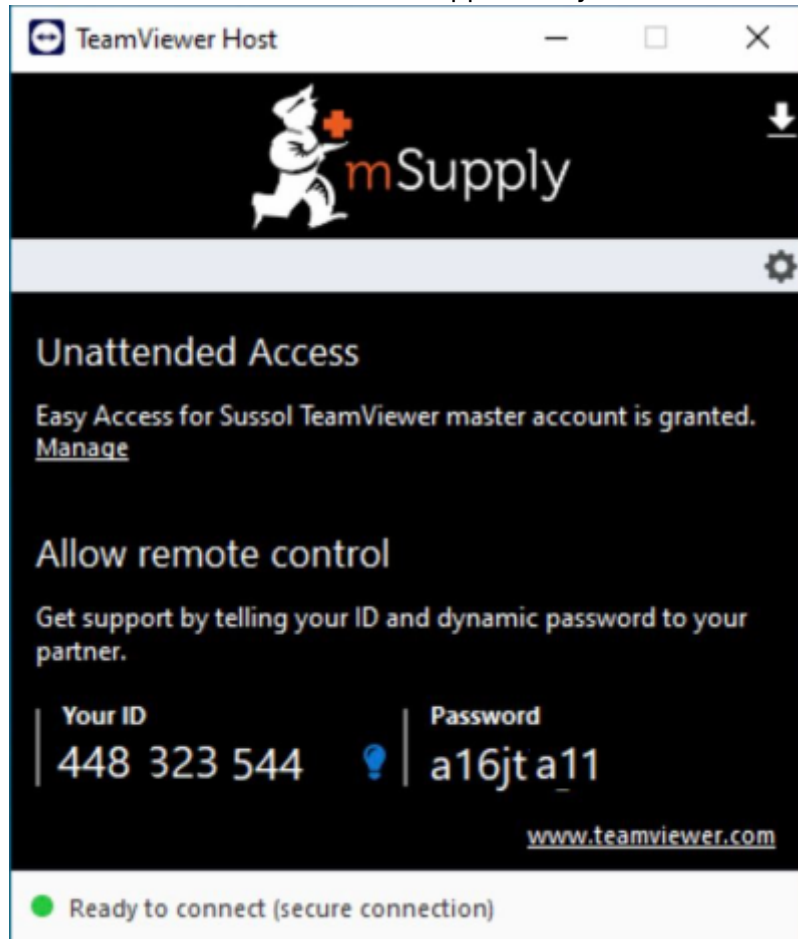 TeamViewer Host
mSupply
Unattended Access
Easy Access for Sussol TeamViewer master account is granted.
Manage
Allow remote control
Get support by telling your ID and dynamic password to your
partner.
Your ID
Password
448 323 544
a16jt a11
www.teamviewer.com
Ready to connect (secure connection)